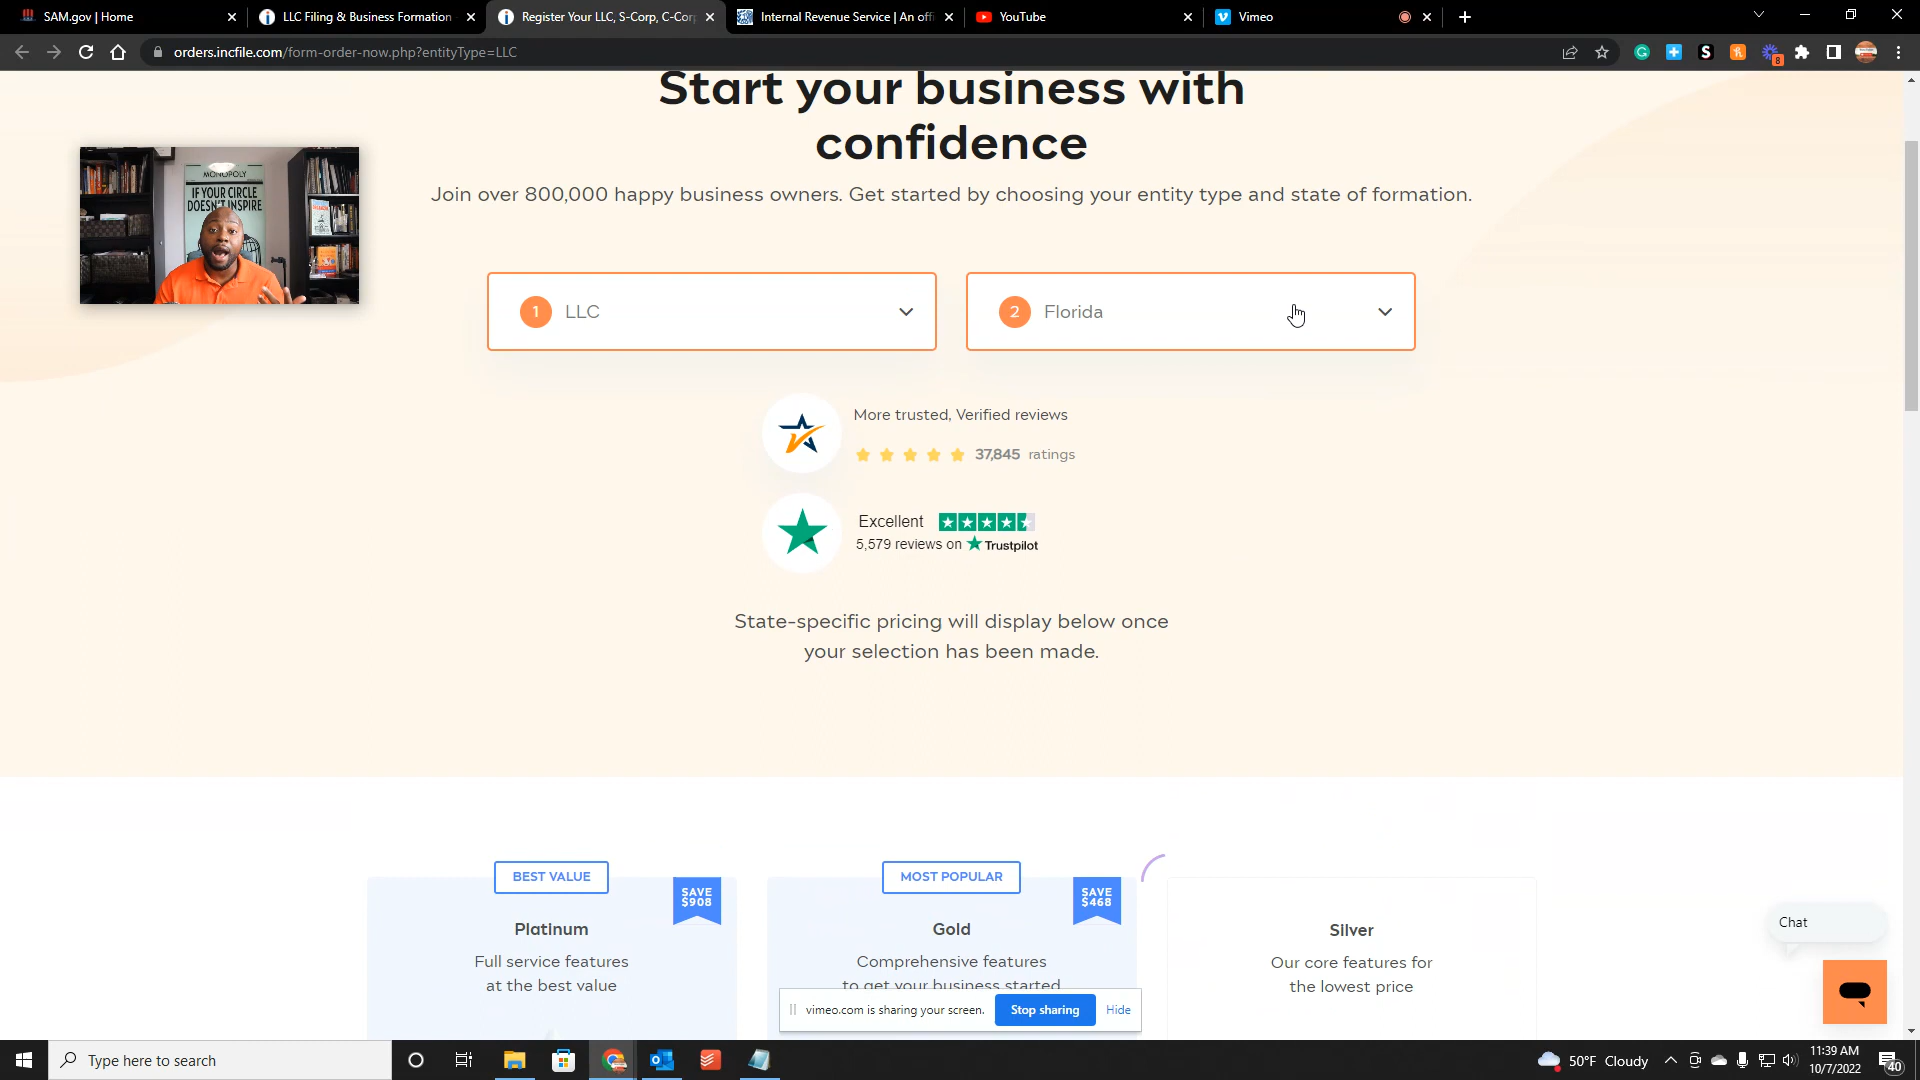 SAM.gov | Home
LLC Filing & Business Formation
Register Your LLC, S-Corp, C-Corp
Internal Revenue Service | An offi
YouTube
Vimeo
orders.incfile.com/form-order-now.php?entityType=LLC
8
Start your business with
confidence
Join over 800,000 happy business owners. Get started by choosing your entity type and state of formation.
MONOPOLY
IF YOUR CIRCLE
DOESN'T INSPIRE
1 LLC
2 Florida
More trusted, Verified reviews
37,845 ratings
Excellent
5,579 reviews on Trustpilot
State-specific pricing will display below once
your selection has been made.
BEST VALUE
SAVE
$908
Platinum
Full service features
at the best value
MOST POPULAR
SAVE
$468
Gold
Comprehensive features
to get your business started
Silver
Our core features for
the lowest price
Chat
vimeo.com is sharing your screen.
Stop sharing
Hide
Type here to search
50°F Cloudy
11:39 AM
10/7/2022
40